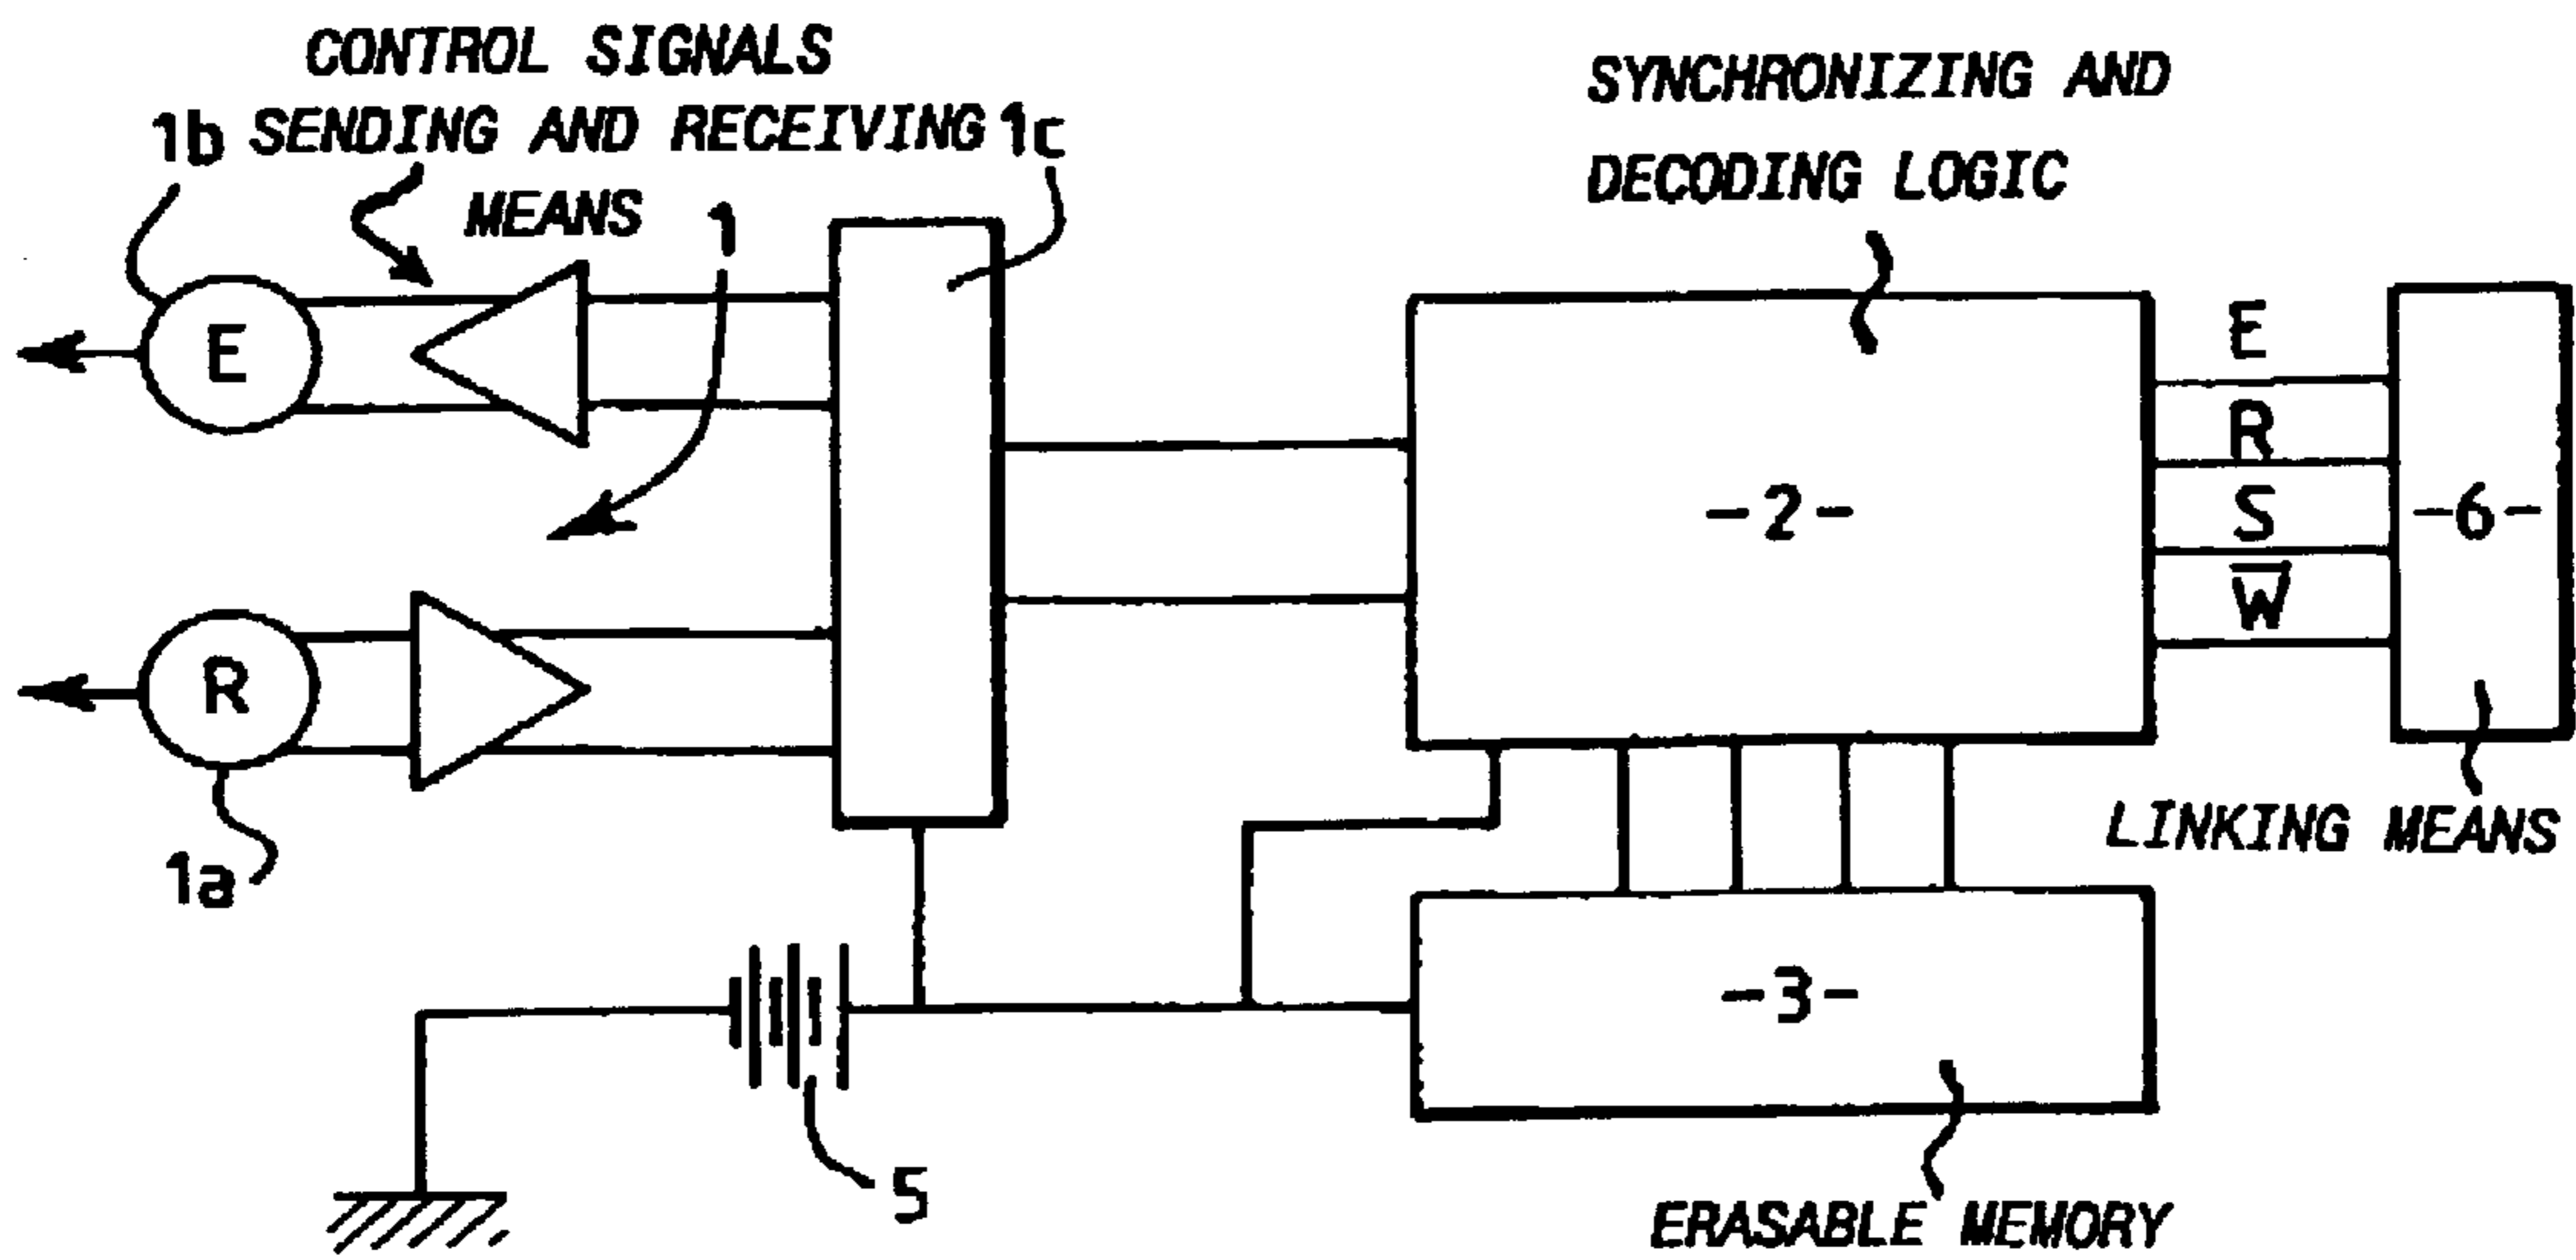 CONTROL SIGNALS
SENDING AND RECEIVING
MEANS
1b
1c
1
SYNCHRONIZING AND
DECODING LOGIC
E
R
1a
-2-
E
R
S
W̅
-6-
LINKING MEANS
-3-
5
ERASABLE MEMORY